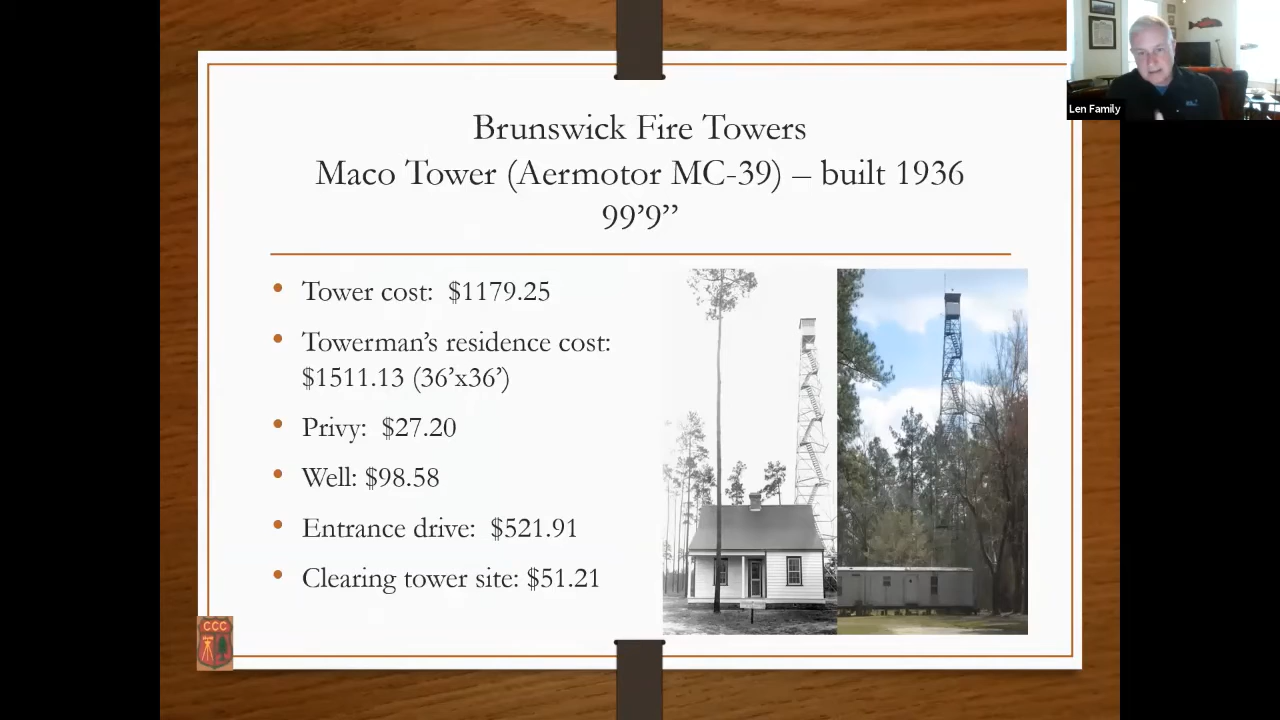 Len Family
Brunswick Fire Towers
Maco Tower (Aermotor MC-39) – built 1936
99’9”
Tower cost: $1179.25
Towerman’s residence cost:
$1511.13 (36’x36’)
Privy: $27.20
Well: $98.58
Entrance drive: $521.91
Clearing tower site: $51.21
CCC